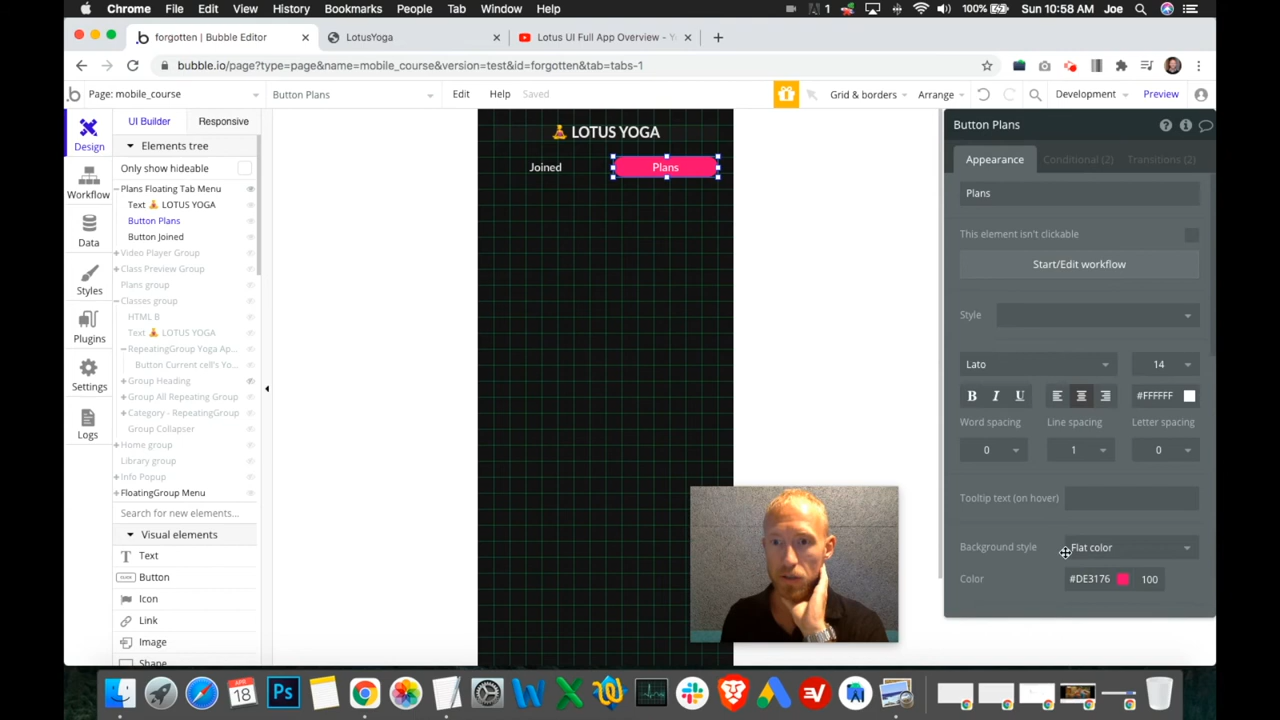 Chrome File Edit View History Bookmarks People Tab Window Help 1 100% Sun 10:58 AM Joe
forgotten | Bubble Editor LotusYoga Lotus UI Full App Overview - Y
bubble.io/page?type=page&name=mobile_course&version=test&id=forgotten&tab=tabs-1
Page: mobile_course Button Plans Edit Help Saved Grid & borders Arrange Development Preview
Design
Workflow
Data
Styles
Plugins
Settings
Logs
UI Builder Responsive
Elements tree
Only show hideable
Plans Floating Tab Menu
Text 🧘 LOTUS YOGA
Button Plans
Button Joined
Video Player Group
Class Preview Group
Plans group
Classes group
HTML B
Text 🧘 LOTUS YOGA
RepeatingGroup Yoga Ap...
Button Current cell's Yo...
Group Heading
Group All Repeating Group
Category - RepeatingGroup
Group Collapser
Home group
Library group
Info Popup
FloatingGroup Menu
Search for new elements...
Visual elements
Text
CLICK Button
Icon
Link
Image
Shape
🧘 LOTUS YOGA
Joined Plans
Button Plans
Appearance Conditional (2) Transitions (2)
Plans
This element isn't clickable
Start/Edit workflow
Style
Lato 14
B I U #FFFFFF
Word spacing Line spacing Letter spacing
0 1 0
Tooltip text (on hover)
Background style Flat color
Color #DE3176 100
APR 18 Ps